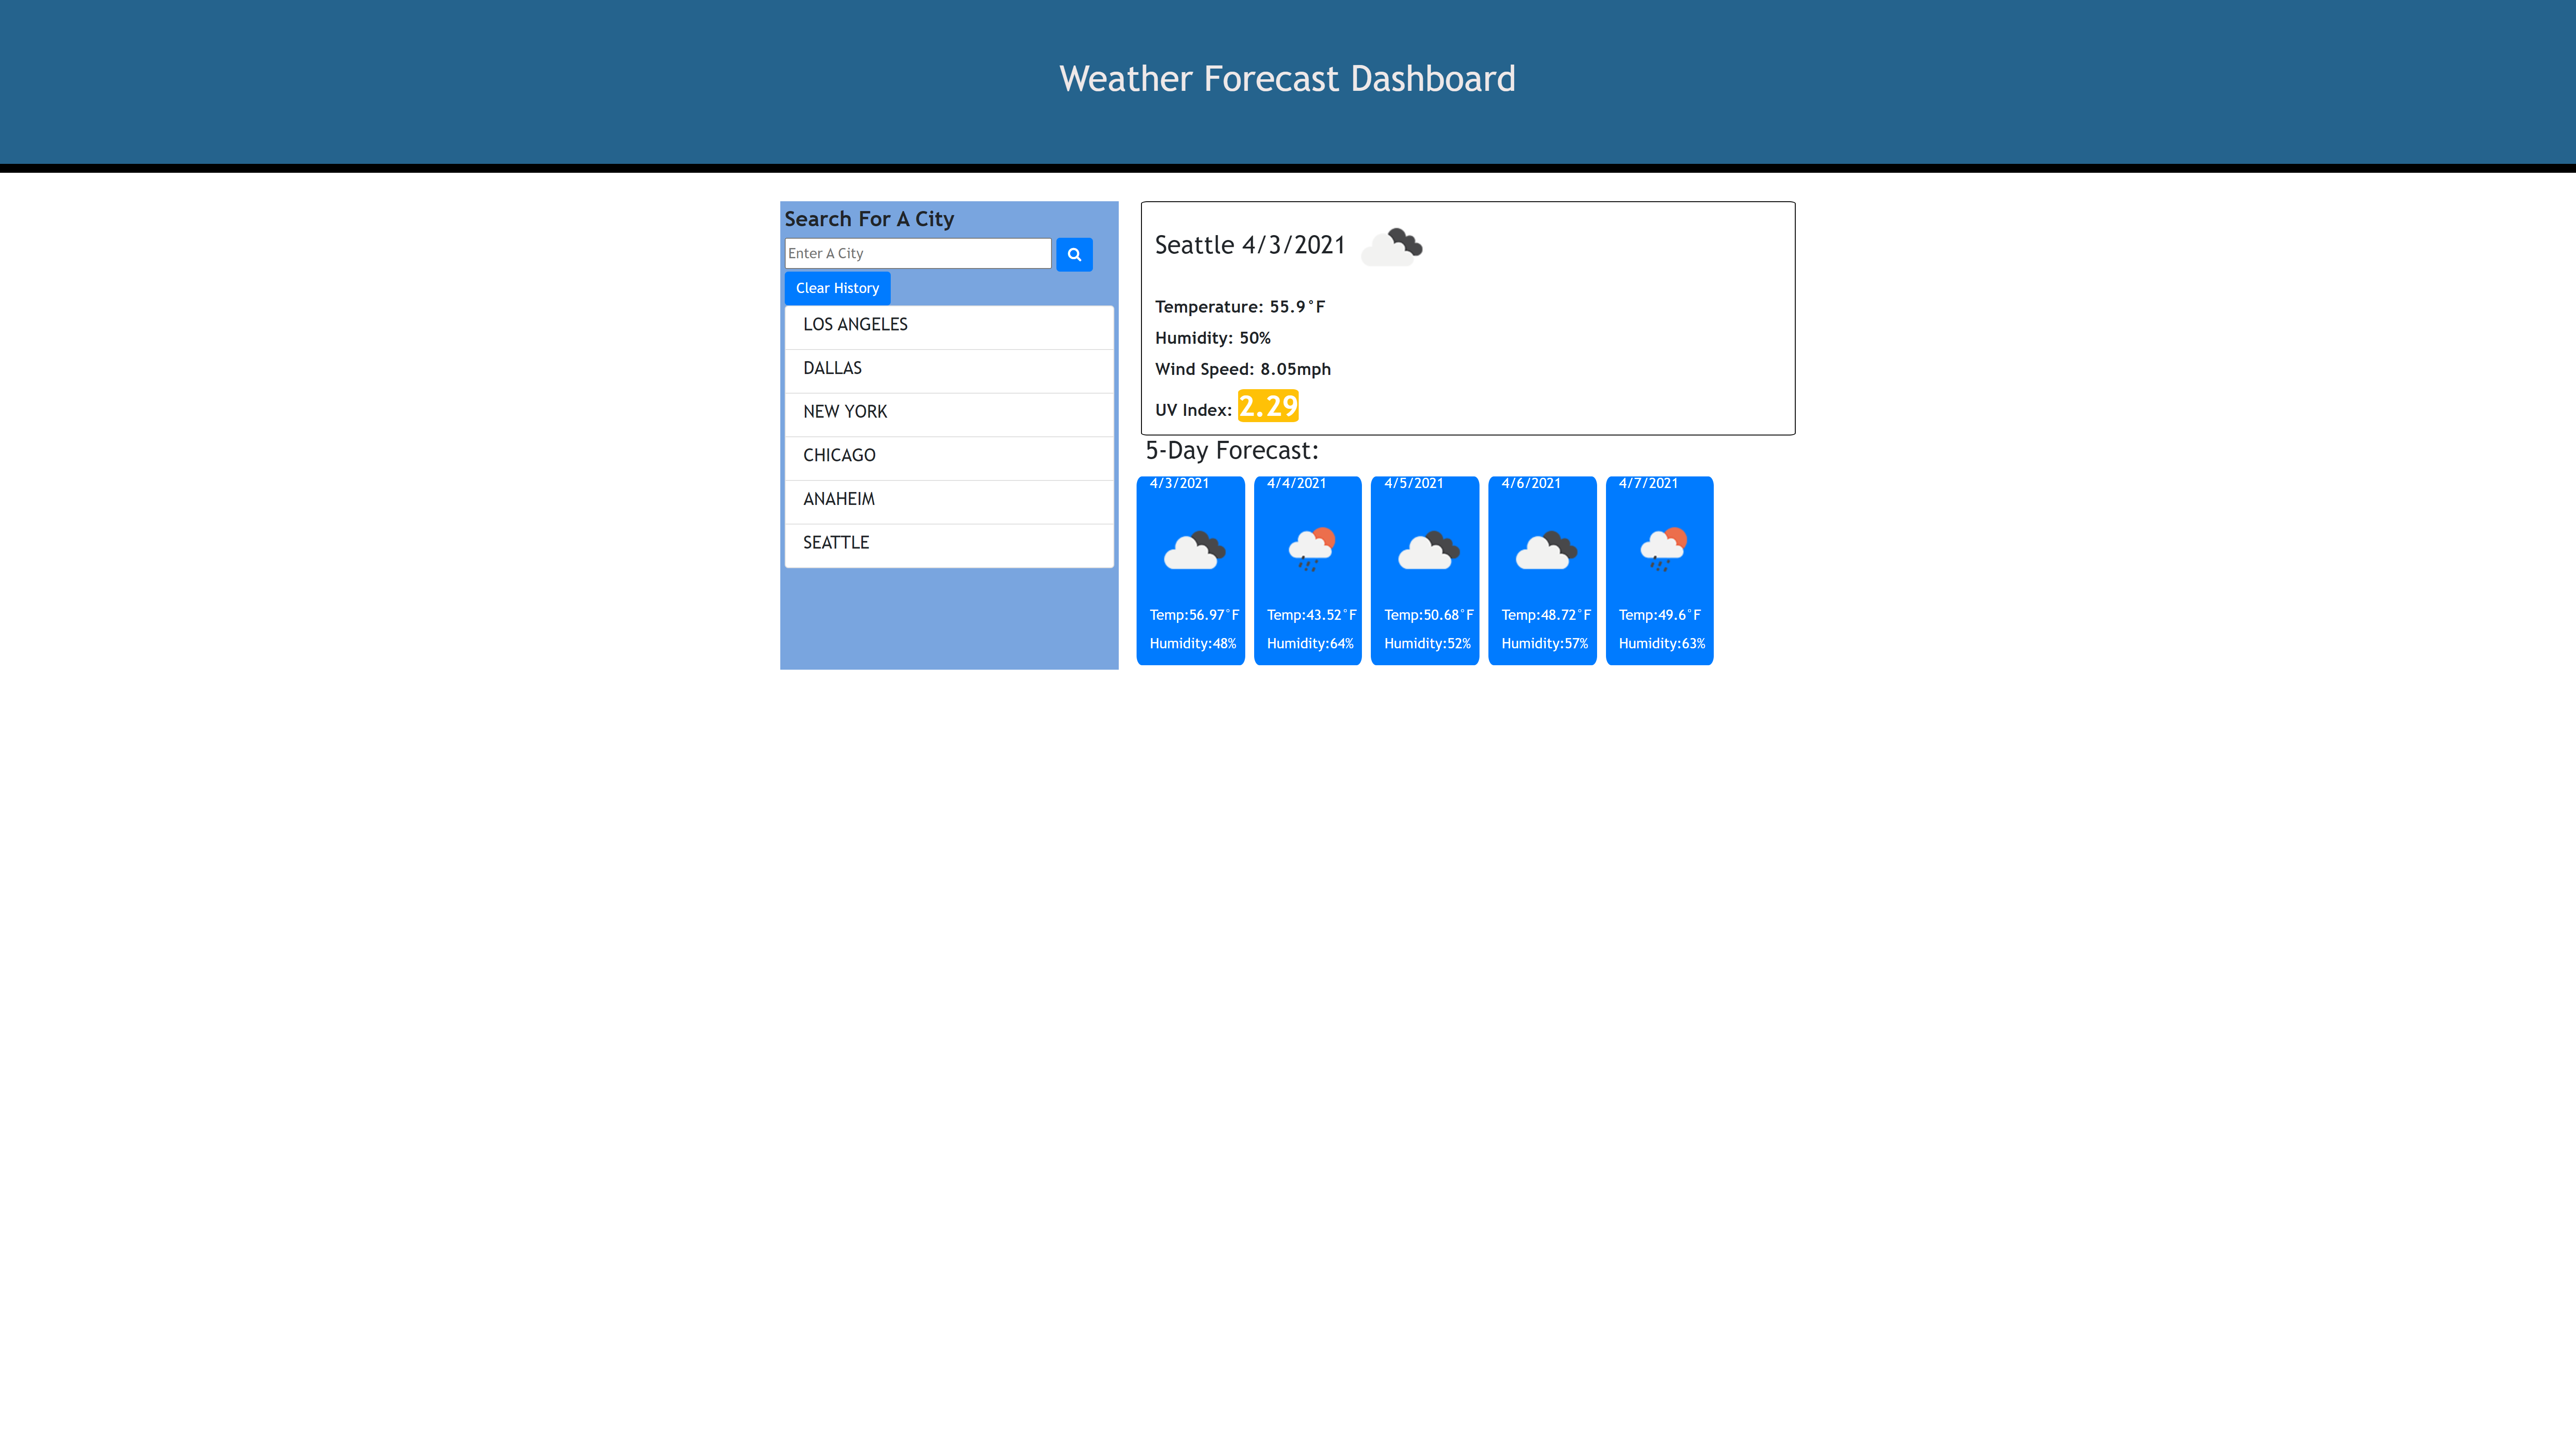 Weather Forecast Dashboard
Search For A City
Enter A City
Clear History
LOS ANGELES
DALLAS
NEW YORK
CHICAGO
ANAHEIM
SEATTLE
Seattle 4/3/2021
Temperature: 55.9°F
Humidity: 50%
Wind Speed: 8.05mph
UV Index: 2.29
5-Day Forecast:
4/3/2021
Temp:56.97°F
Humidity:48%
4/4/2021
Temp:43.52°F
Humidity:64%
4/5/2021
Temp:50.68°F
Humidity:52%
4/6/2021
Temp:48.72°F
Humidity:57%
4/7/2021
Temp:49.6°F
Humidity:63%